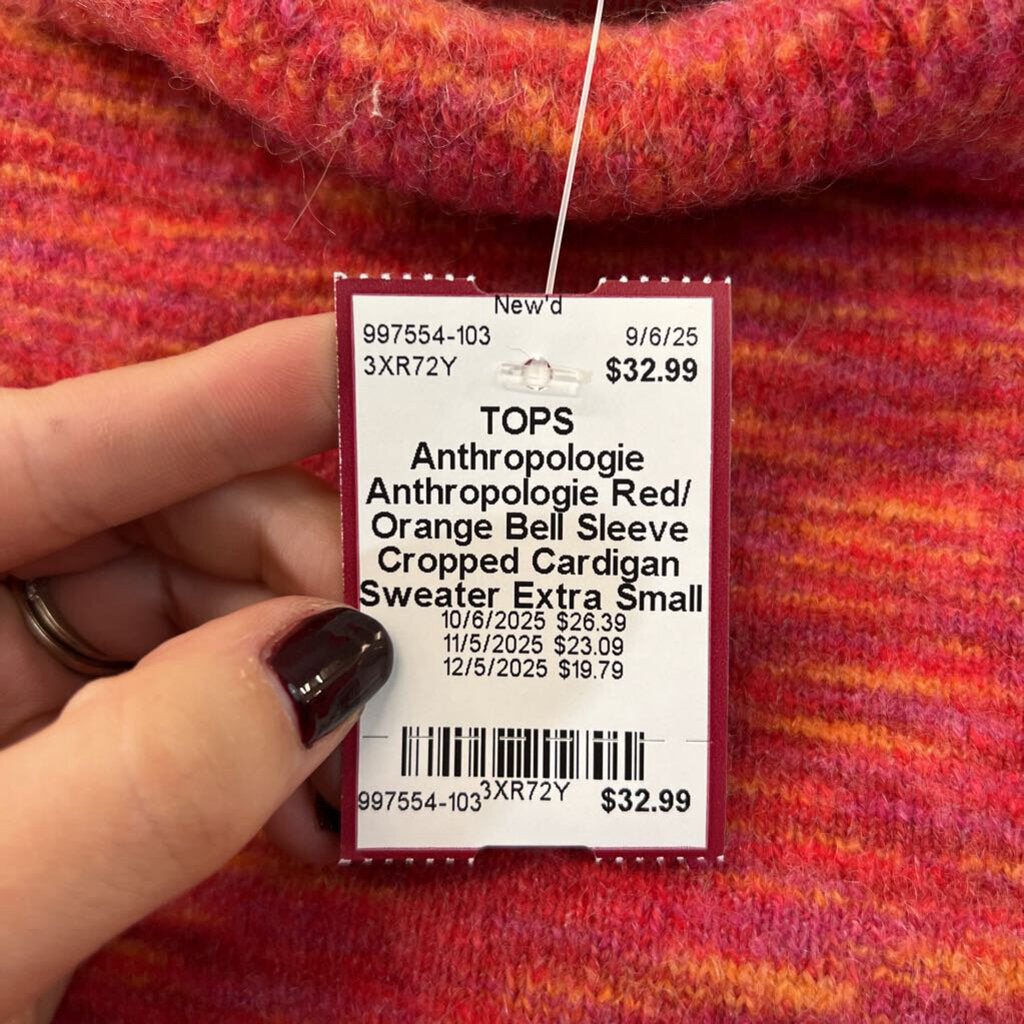 New'd
997554-103 9/6/25
3XR72Y $32.99
TOPS
Anthropologie
Anthropologie Red/
Orange Bell Sleeve
Cropped Cardigan
Sweater Extra Small
10/6/2025 $26.39
11/5/2025 $23.09
12/5/2025 $19.79
997554-103 3XR72Y $32.99